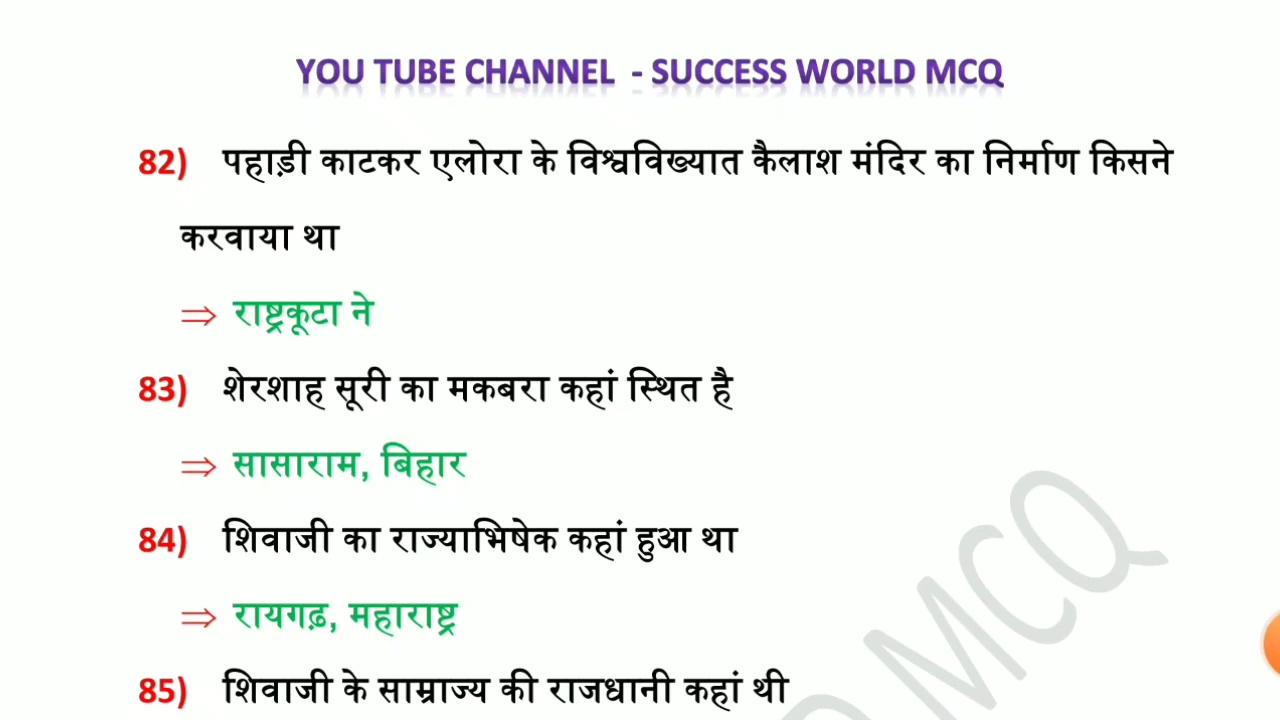 YOU TUBE CHANNEL - SUCCESS WORLD MCQ
82) पहाड़ी काटकर एलोरा के विश्वविख्यात कैलाश मंदिर का निर्माण किसने
करवाया था
⇒ राष्ट्रकूटा ने
83) शेरशाह सूरी का मकबरा कहां स्थित है
⇒ सासाराम, बिहार
84) शिवाजी का राज्याभिषेक कहां हुआ था
⇒ रायगढ़, महाराष्ट्र
85) शिवाजी के साम्राज्य की राजधानी कहां थी
MCQ